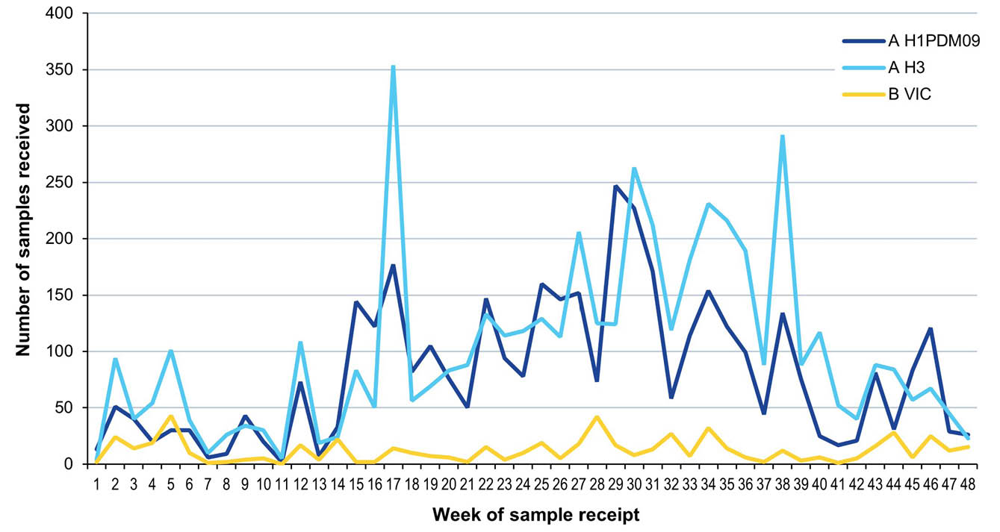 400
350
300
250
200
150
100
50
0
Number of samples received
A H1PDM09
A H3
B VIC
1 2 3 4 5 6 7 8 9 10 11 12 13 14 15 16 17 18 19 20 21 22 23 24 25 26 27 28 29 30 31 32 33 34 35 36 37 38 39 40 41 42 43 44 45 46 47 48
Week of sample receipt